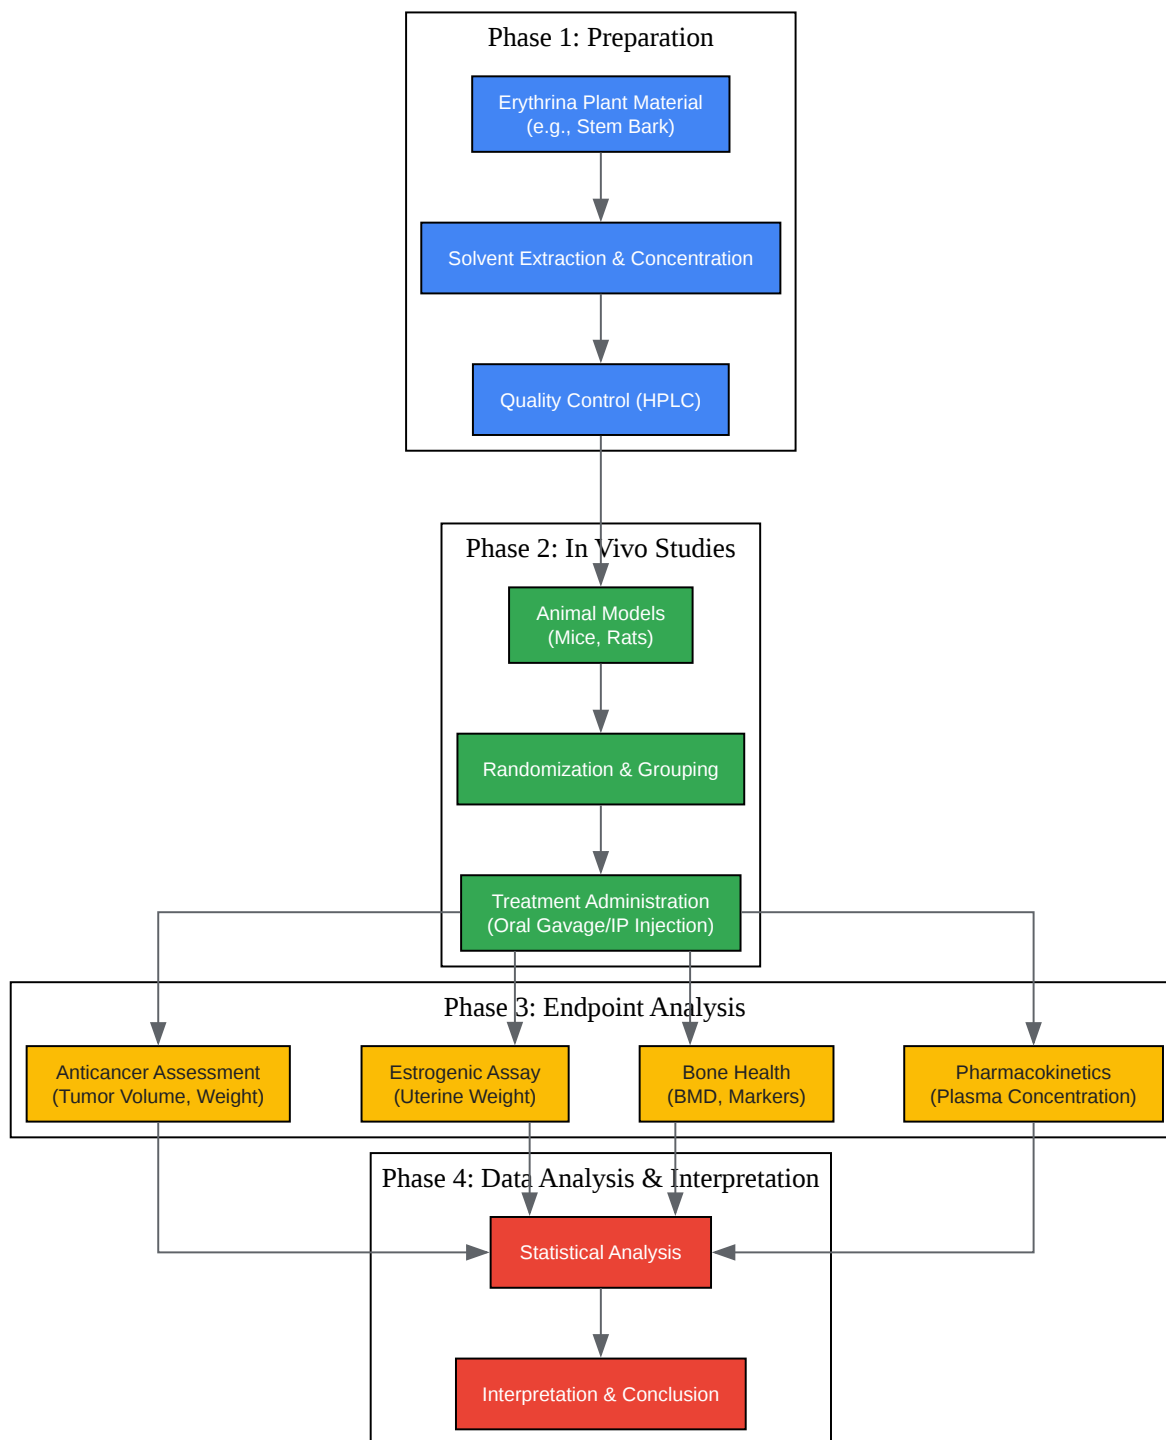 Phase 1: Preparation
Erythrina Plant Material
(e.g., Stem Bark)
Solvent Extraction & Concentration
Quality Control (HPLC)
Phase 2: In Vivo Studies
Animal Models
(Mice, Rats)
Randomization & Grouping
Treatment Administration
(Oral Gavage/IP Injection)
Phase 3: Endpoint Analysis
Anticancer Assessment
(Tumor Volume, Weight)
Estrogenic Assay
(Uterine Weight)
Bone Health
(BMD, Markers)
Pharmacokinetics
(Plasma Concentration)
Phase 4: Data Analysis & Interpretation
Statistical Analysis
Interpretation & Conclusion